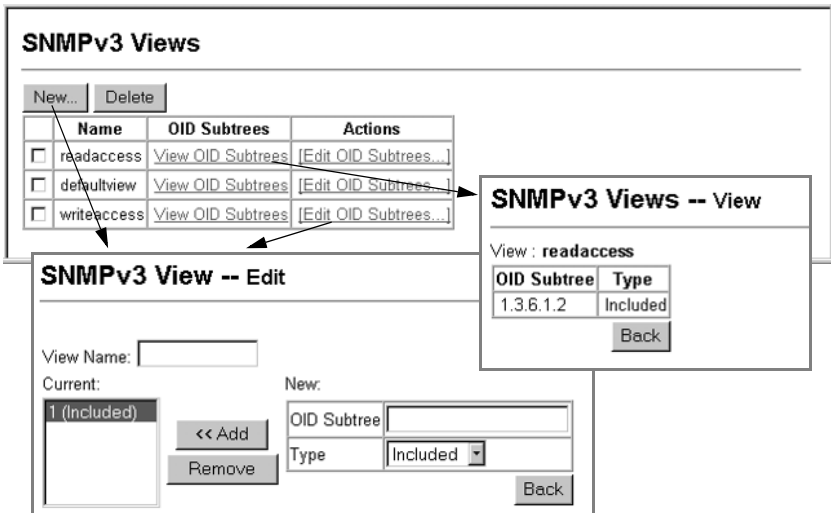 SNMPv3 Views
New... Delete
Name OID Subtrees Actions
readaccess View OID Subtrees [Edit OID Subtrees...]
defaultview View OID Subtrees [Edit OID Subtrees...]
writeaccess View OID Subtrees [Edit OID Subtrees...]
SNMPv3 Views -- View
View : readaccess
OID Subtree Type
1.3.6.1.2 Included
Back
SNMPv3 View -- Edit
View Name:
Current: New:
1 (Included)
OID Subtree
<< Add
Type Included
Remove
Back